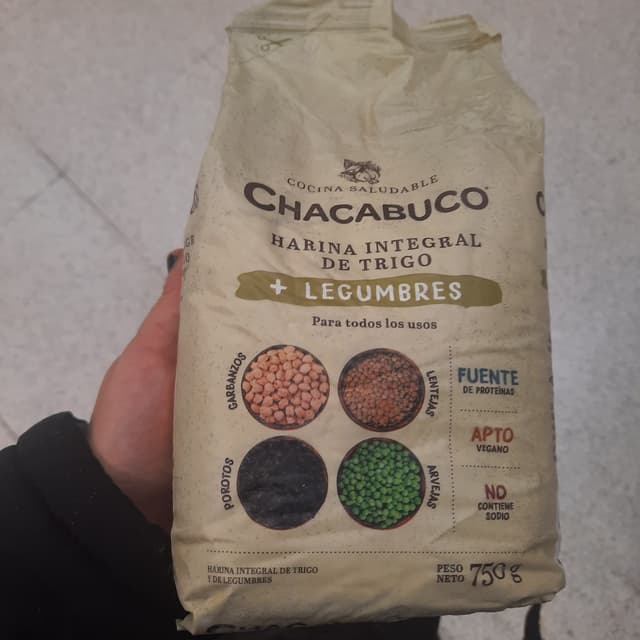 COCINA SALUDABLE
CHACABUCO
HARINA INTEGRAL
DE TRIGO
+ LEGUMBRES
Para todos los usos
GARBANZOS
LENTEJAS
POROTOS
ARVEJAS
FUENTE
DE PROTEÍNAS
APTO
VEGANO
NO
CONTIENE
SODIO
HARINA INTEGRAL DE TRIGO
Y DE LEGUMBRES
PESO
NETO 750 g